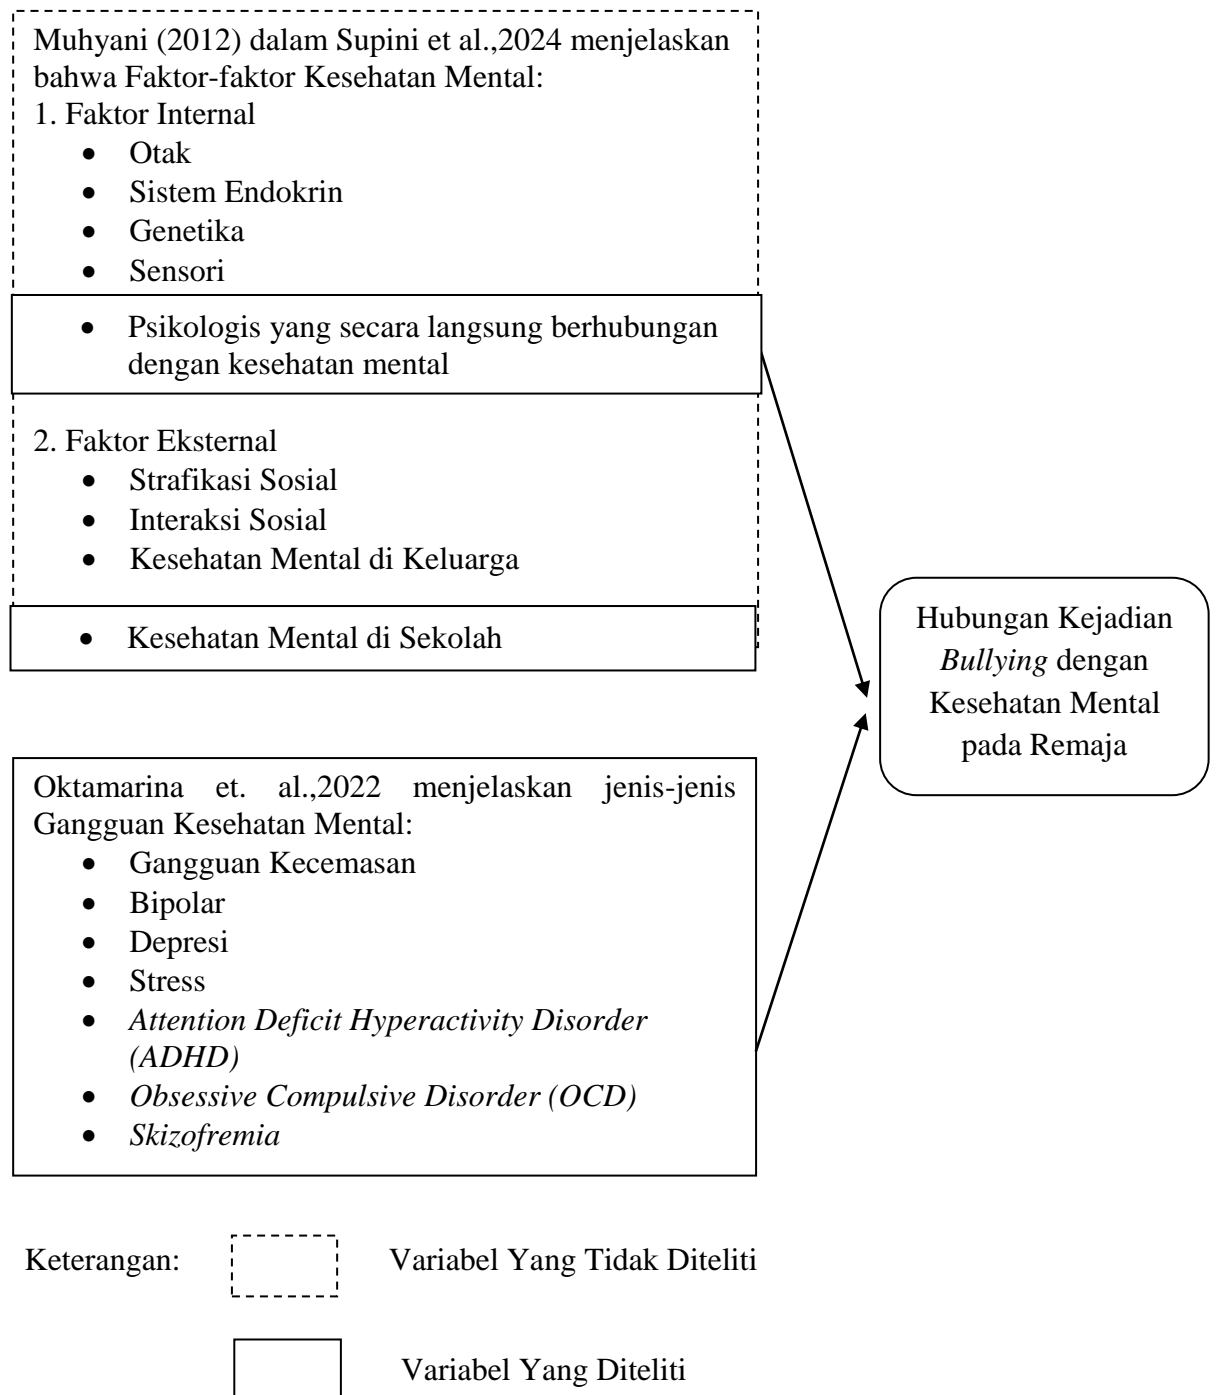 Muhyani (2012) dalam Supini et al.,2024 menjelaskan
bahwa Faktor-faktor Kesehatan Mental:
1. Faktor Internal
• Otak
• Sistem Endokrin
• Genetika
• Sensori
• Psikologis yang secara langsung berhubungan
dengan kesehatan mental
2. Faktor Eksternal
• Strafikasi Sosial
• Interaksi Sosial
• Kesehatan Mental di Keluarga
• Kesehatan Mental di Sekolah
Hubungan Kejadian
Bullying dengan
Kesehatan Mental
pada Remaja
Oktamarina et. al.,2022 menjelaskan jenis-jenis
Gangguan Kesehatan Mental:
• Gangguan Kecemasan
• Bipolar
• Depresi
• Stress
• Attention Deficit Hyperactivity Disorder
(ADHD)
• Obsessive Compulsive Disorder (OCD)
• Skizofremia
Keterangan: Variabel Yang Tidak Diteliti
Variabel Yang Diteliti